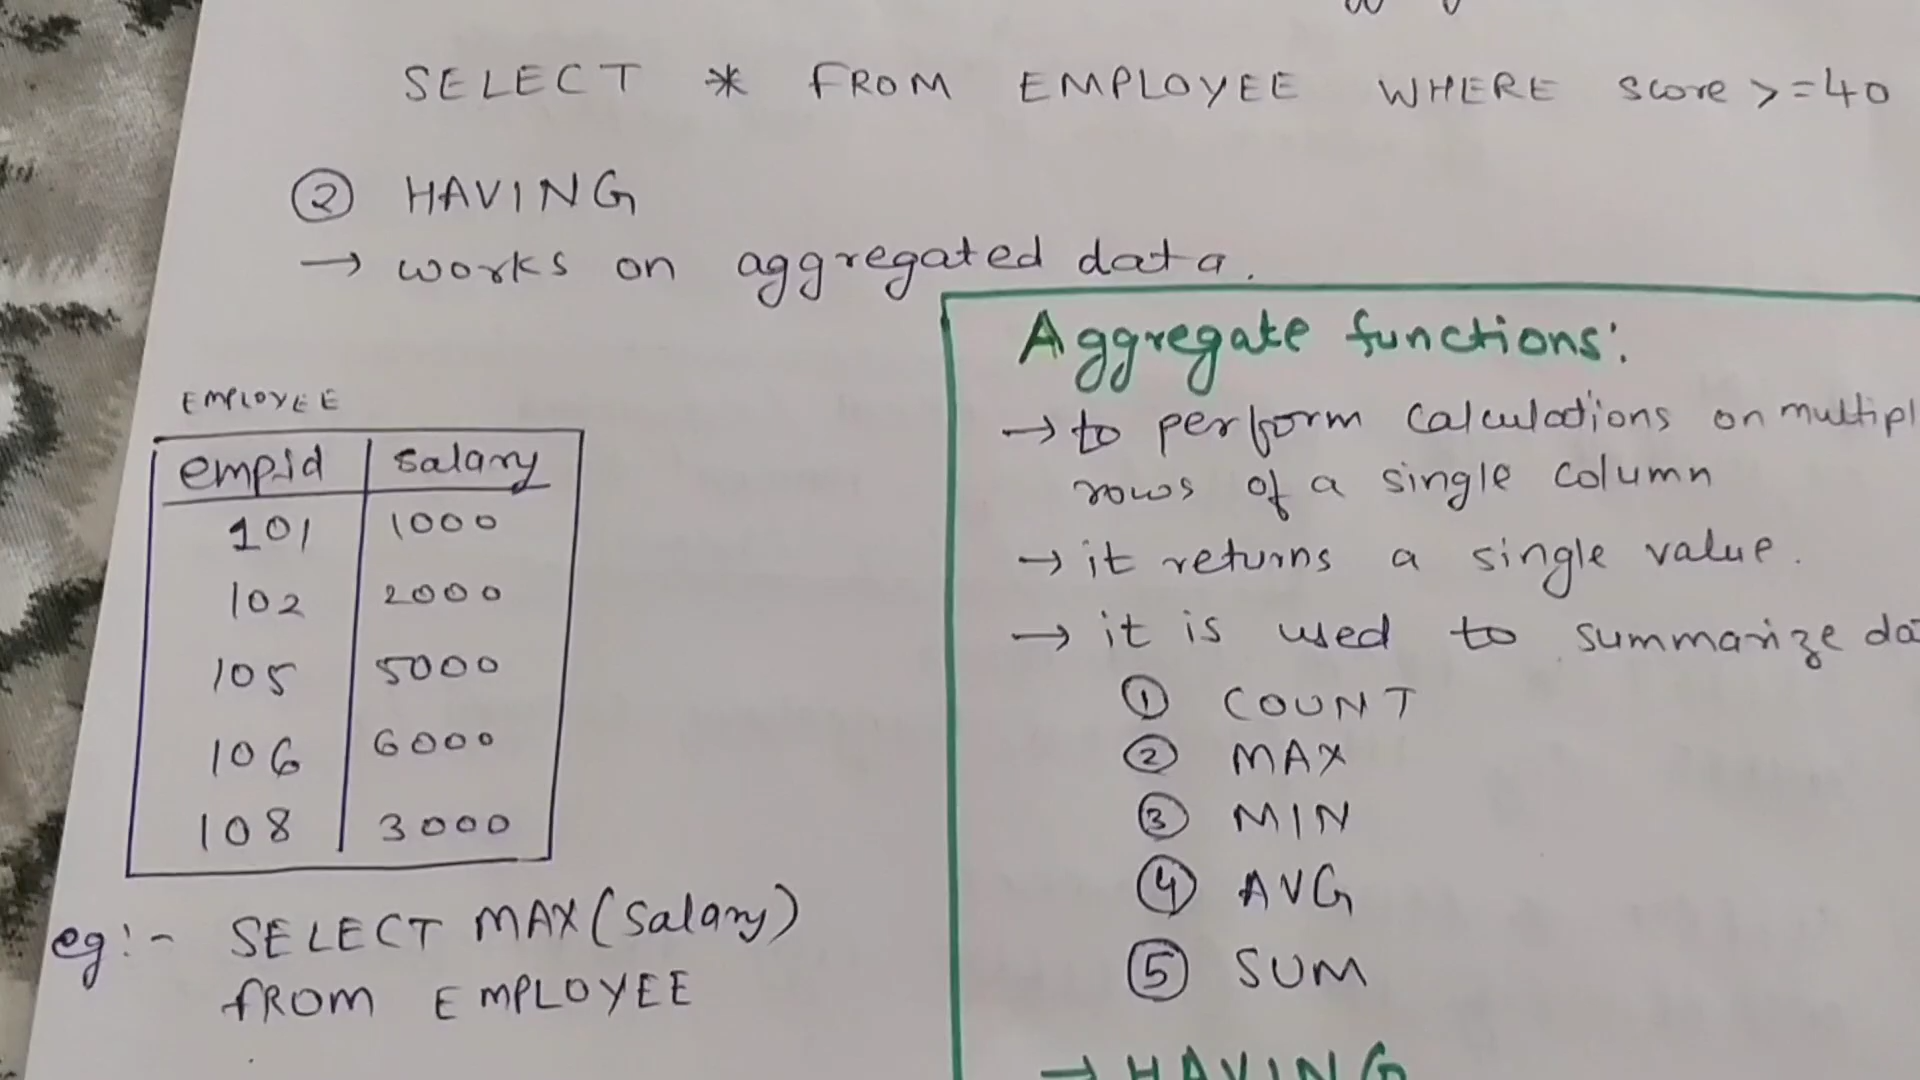 SELECT * FROM EMPLOYEE WHERE score >=40
② HAVING
→ works on aggregated data.
EMPLOYEE
empid salary
101 1000
102 2000
105 5000
106 6000
108 3000
eg:- SELECT MAX(salary)
FROM EMPLOYEE
Aggregate functions:
→ to perform calculations on multipl
rows of a single column
→ it returns a single value.
→ it is used to summarize da
① COUNT
② MAX
③ MIN
④ AVG
⑤ SUM
→ HAVING